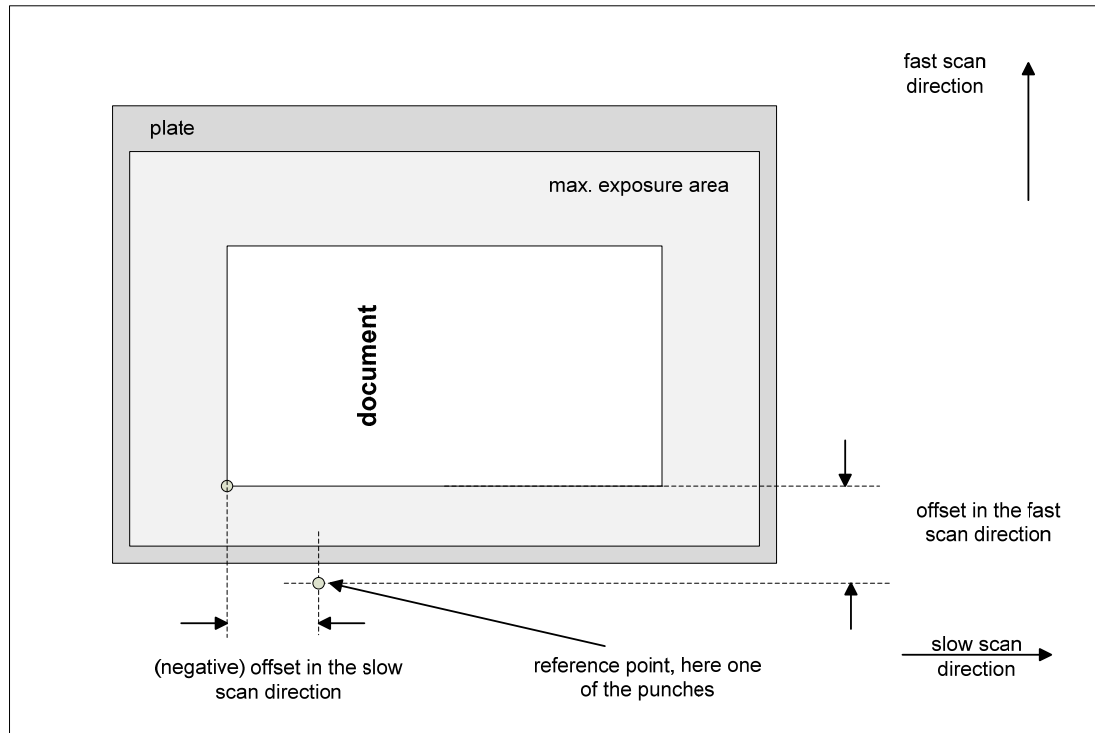 fast scan
direction
plate
max. exposure area
document
offset in the fast
scan direction
(negative) offset in the slow
scan direction
reference point, here one
of the punches
slow scan
direction